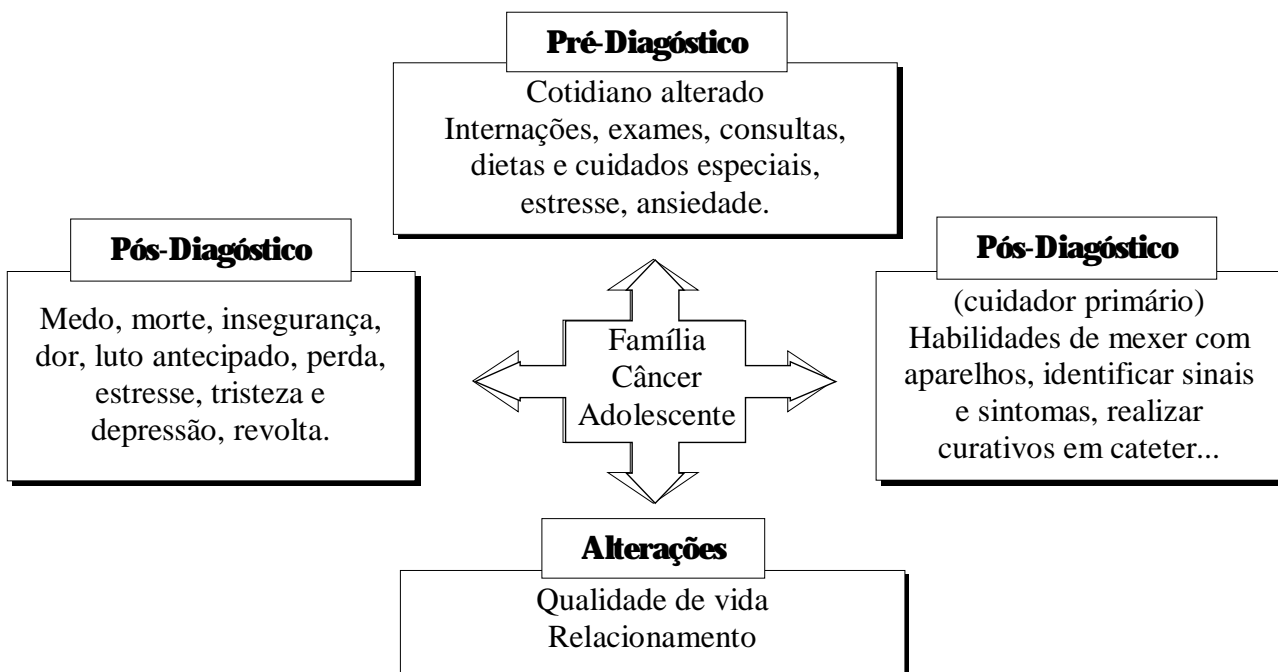 Pré-Diagóstico
Cotidiano alterado
Internações, exames, consultas,
dietas e cuidados especiais,
estresse, ansiedade.
Pós-Diagóstico
Medo, morte, insegurança,
dor, luto antecipado, perda,
estresse, tristeza e
depressão, revolta.
Família
Câncer
Adolescente
Pós-Diagóstico
(cuidador primário)
Habilidades de mexer com
aparelhos, identificar sinais
e sintomas, realizar
curativos em cateter...
Alterações
Qualidade de vida
Relacionamento